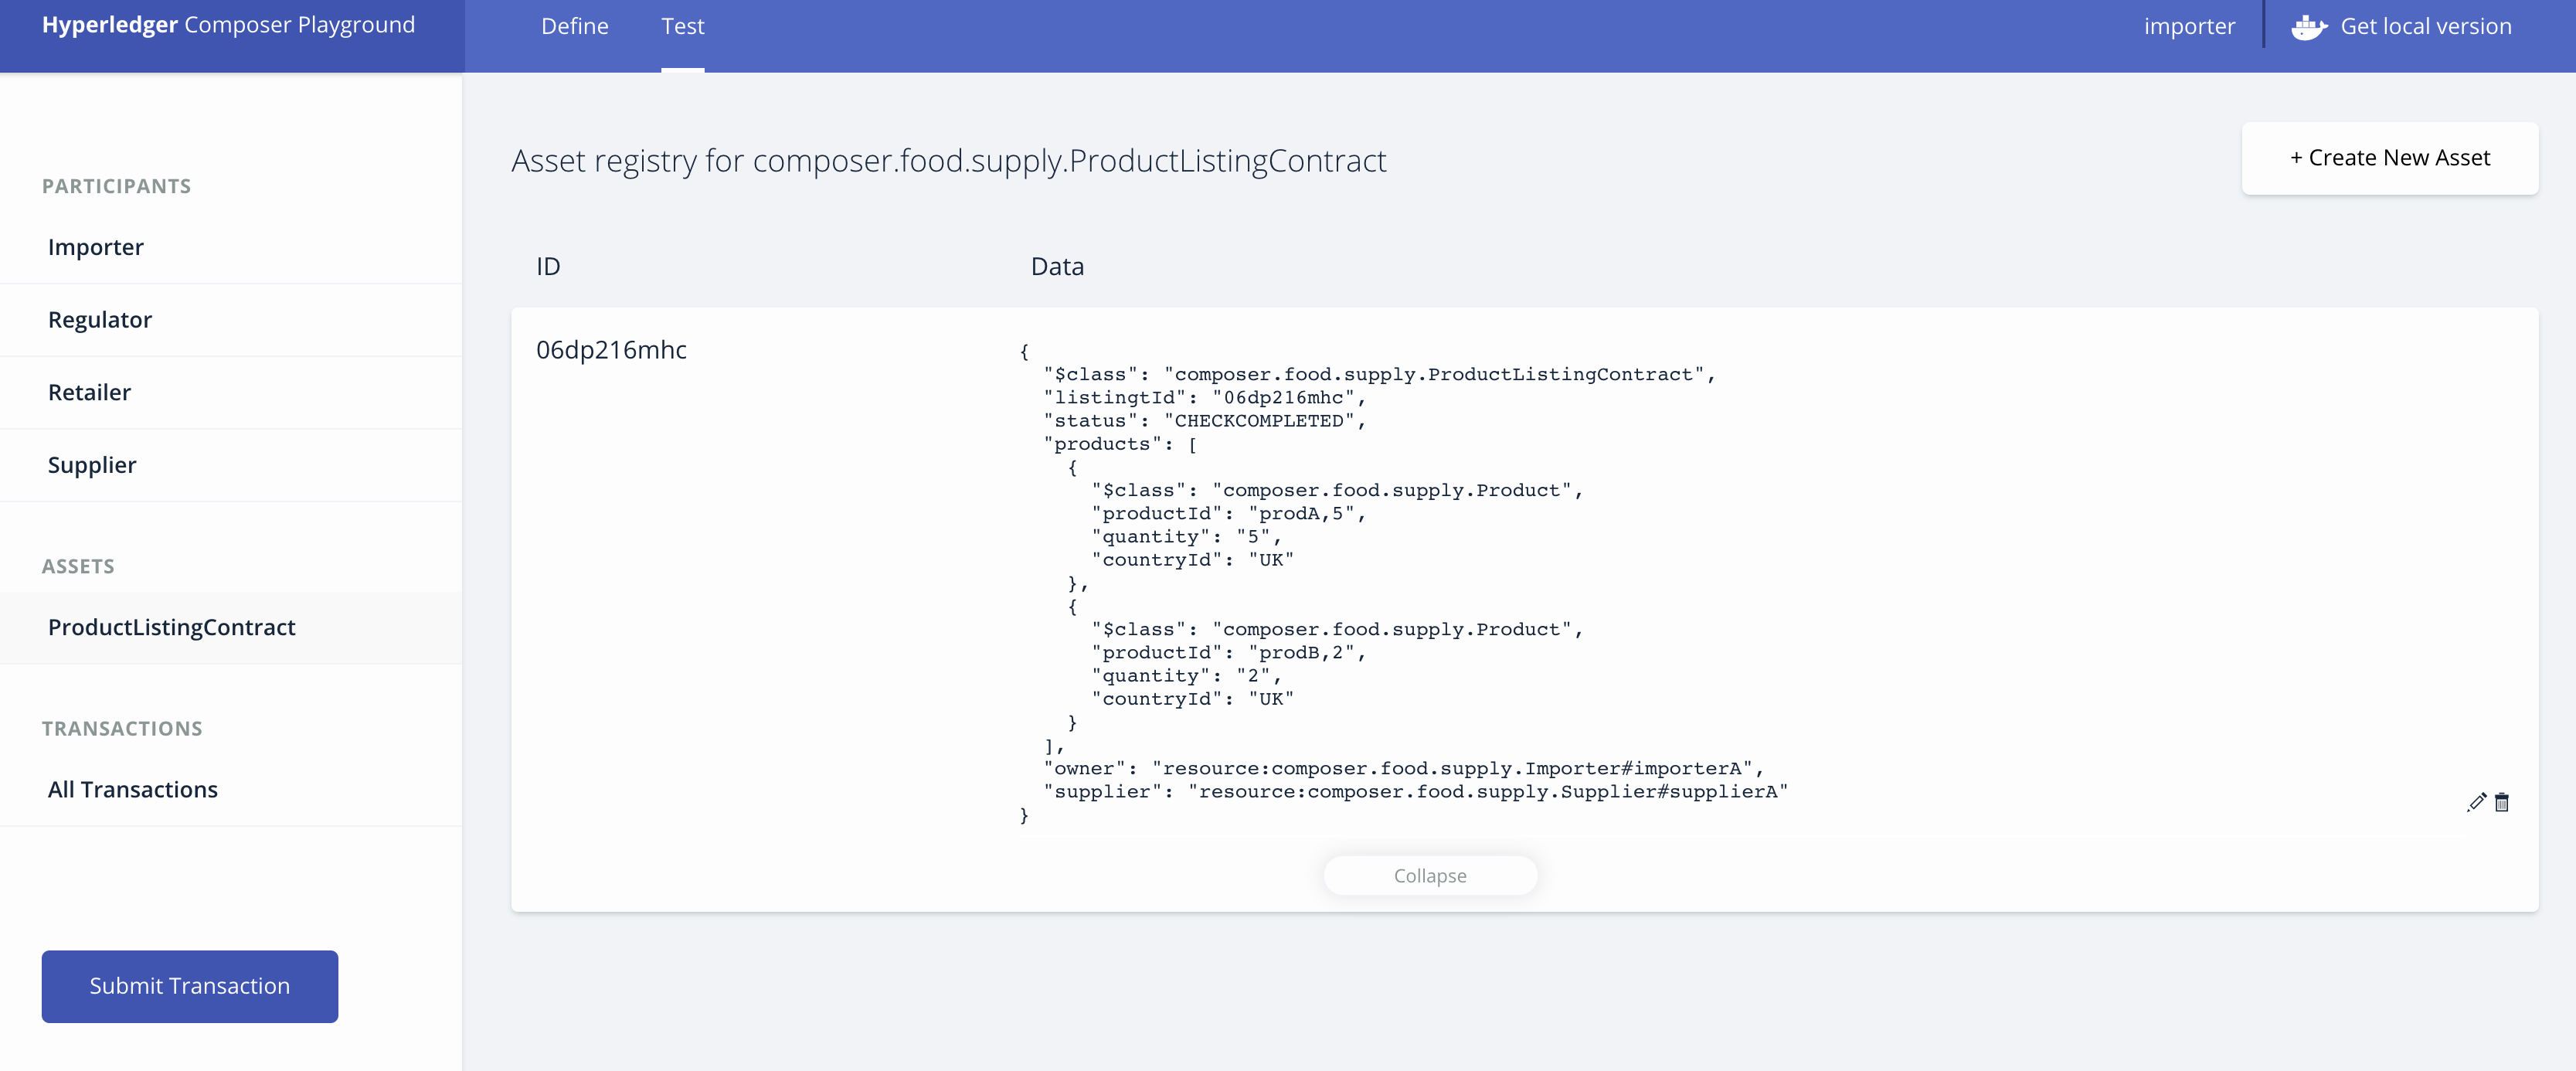 Hyperledger Composer Playground
Define
Test
importer
Get local version
PARTICIPANTS
Importer
Regulator
Retailer
Supplier
ASSETS
ProductListingContract
TRANSACTIONS
All Transactions
Submit Transaction
Asset registry for composer.food.supply.ProductListingContract
+ Create New Asset
ID
Data
06dp216mhc
{
"$class": "composer.food.supply.ProductListingContract",
"listingtId": "06dp216mhc",
"status": "CHECKCOMPLETED",
"products": [
{
"$class": "composer.food.supply.Product",
"productId": "prodA,5",
"quantity": "5",
"countryId": "UK"
},
{
"$class": "composer.food.supply.Product",
"productId": "prodB,2",
"quantity": "2",
"countryId": "UK"
}
],
"owner": "resource:composer.food.supply.Importer#importerA",
"supplier": "resource:composer.food.supply.Supplier#supplierA"
}
Collapse